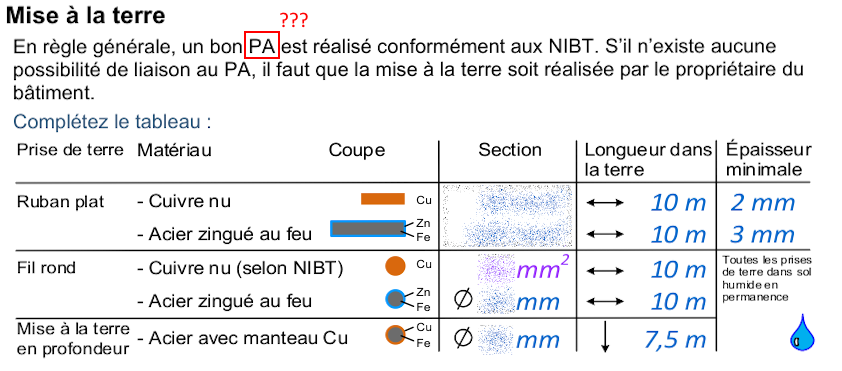 Mise à la terre
???
En règle générale, un bon PA est réalisé conformément aux NIBT. S'il n'existe aucune
possibilité de liaison au PA, il faut que la mise à la terre soit réalisée par le propriétaire du
bâtiment.
Complétez le tableau :
Prise de terre Matériau Coupe Section Longueur dans la terre Épaisseur minimale
Ruban plat - Cuivre nu Cu 10 m 2 mm
- Acier zingué au feu Zn Fe 10 m 3 mm
Fil rond - Cuivre nu (selon NIBT) Cu mm² 10 m
- Acier zingué au feu Zn Fe Ø mm 10 m
Toutes les prises
de terre dans sol
humide en
permanence
Mise à la terre en profondeur - Acier avec manteau Cu Cu Fe Ø mm 7,5 m